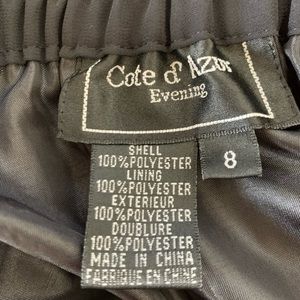 Cote d' Azur
Evening
8
SHELL
100%POLYESTER
LINING
100%POLYESTER
EXTERIEUR
100%POLYESTER
DOUBLURE
100%POLYESTER
MADE IN CHINA
FABRIQUE EN CHINE